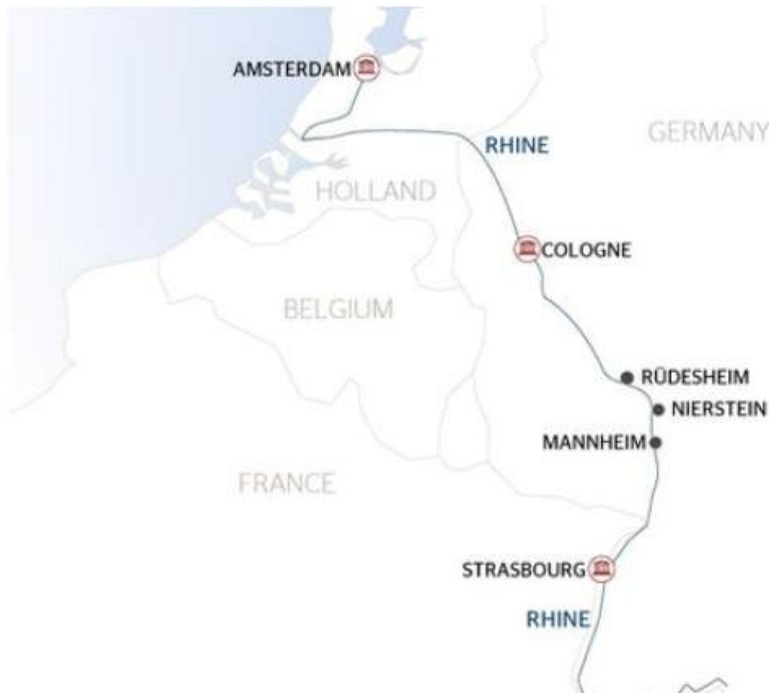 AMSTERDAM
GERMANY
RHINE
HOLLAND
COLOGNE
BELGIUM
RÜDESHEIM
NIERSTEIN
MANNHEIM
FRANCE
STRASBOURG
RHINE